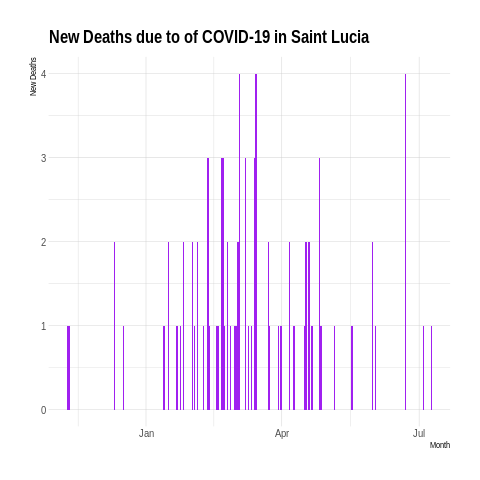 New Deaths due to of COVID-19 in Saint Lucia
New Deaths
4
3
2
1
0
Jan Apr Jul
Month